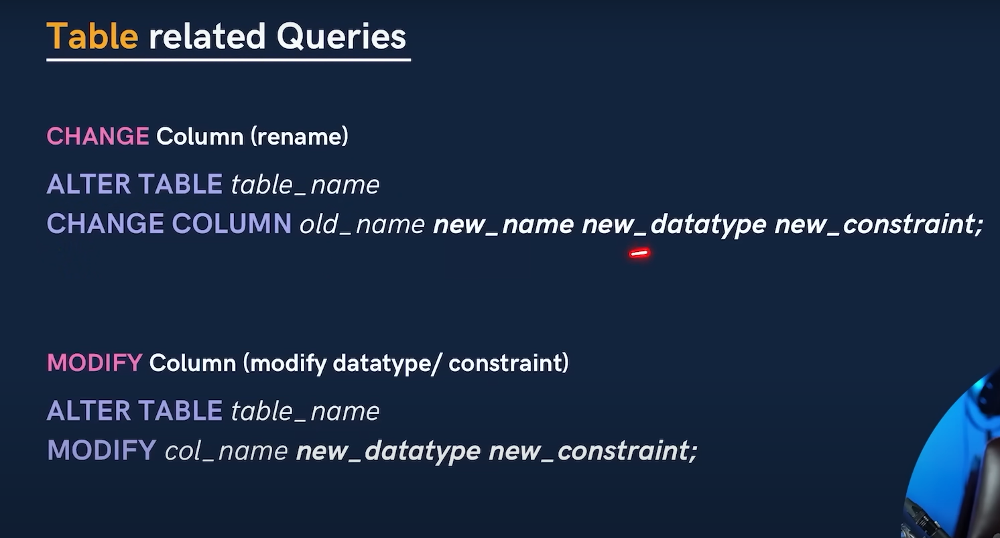 Table related Queries
CHANGE Column (rename)
ALTER TABLE table_name
CHANGE COLUMN old_name new_name new_datatype new_constraint;
MODIFY Column (modify datatype/ constraint)
ALTER TABLE table_name
MODIFY col_name new_datatype new_constraint;